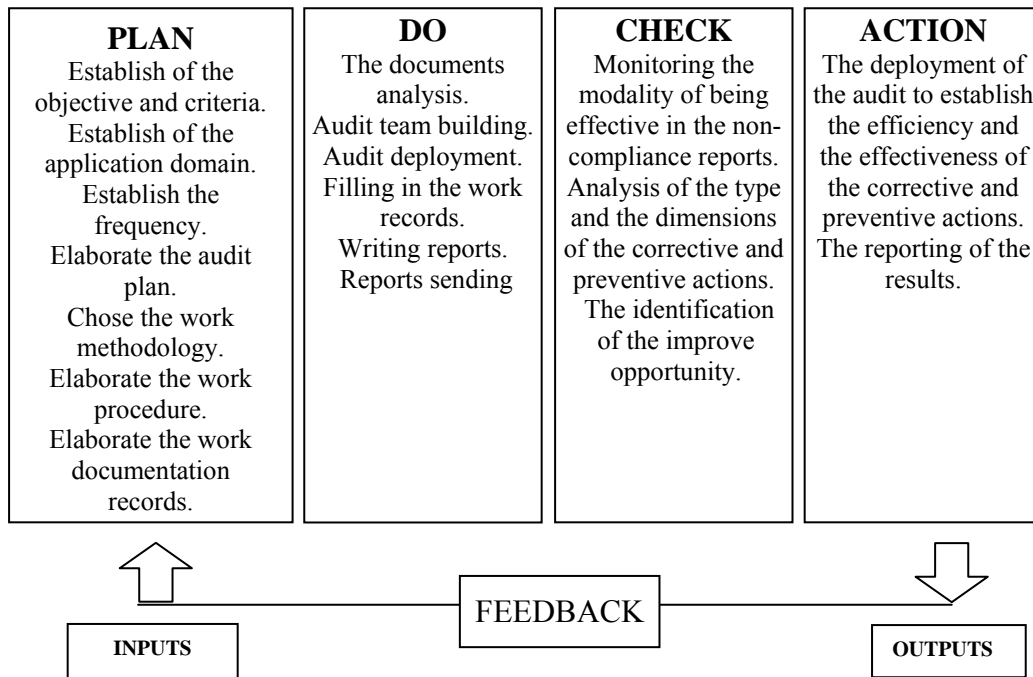 PLAN
Establish of the
objective and criteria.
Establish of the
application domain.
Establish the
frequency.
Elaborate the audit
plan.
Chose the work
methodology.
Elaborate the work
procedure.
Elaborate the work
documentation
records.
DO
The documents
analysis.
Audit team building.
Audit deployment.
Filling in the work
records.
Writing reports.
Reports sending
CHECK
Monitoring the
modality of being
effective in the non-
compliance reports.
Analysis of the type
and the dimensions
of the corrective and
preventive actions.
The identification
of the improve
opportunity.
ACTION
The deployment of
the audit to establish
the efficiency and
the effectiveness of
the corrective and
preventive actions.
The reporting of the
results.
FEEDBACK
INPUTS
OUTPUTS